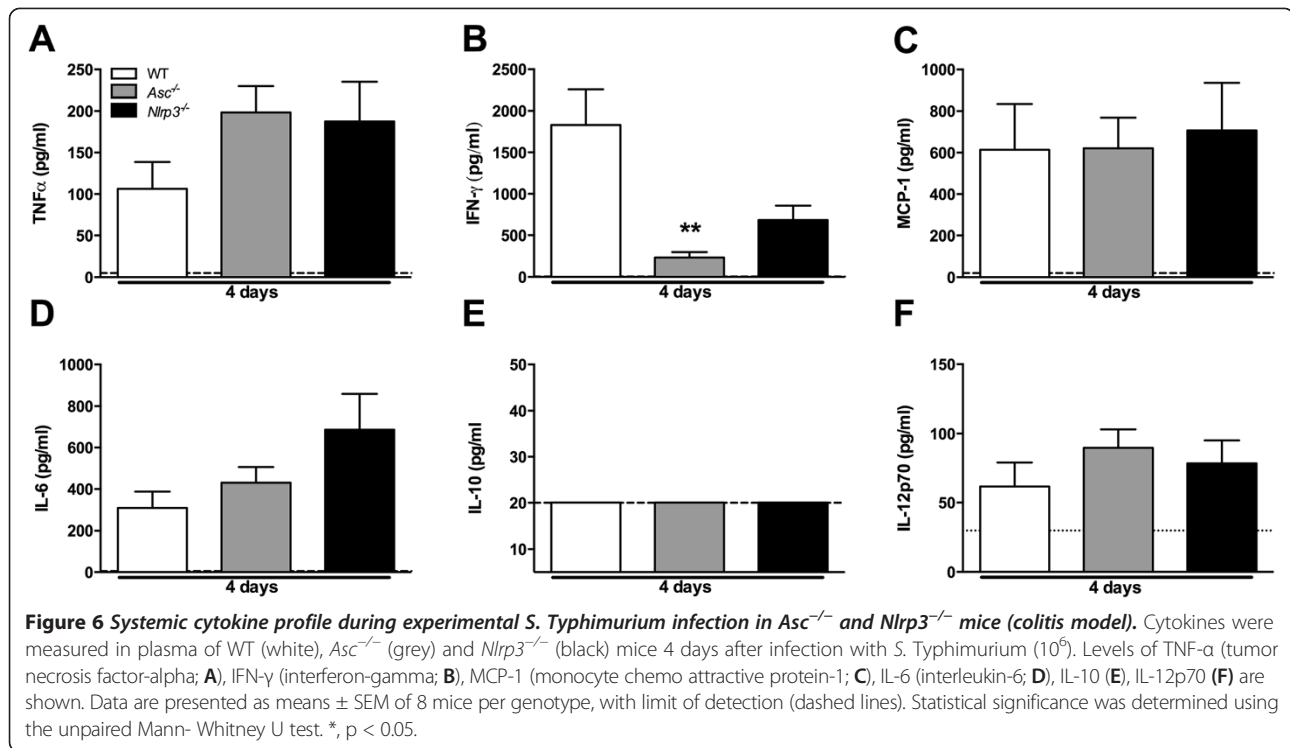 A
B
C
WT
Asc-/-
Nlrp3-/-
250
200
150
100
50
0
TNFα (pg/ml)
4 days
2500
2000
1500
1000
500
0
IFN-γ (pg/ml)
**
4 days
1000
800
600
400
200
0
MCP-1 (pg/ml)
4 days
D
E
F
1000
800
600
400
200
0
IL-6 (pg/ml)
4 days
50
40
30
20
10
IL-10 (pg/ml
4 days
150
100
50
0
IL-12p70 (pg/ml)
4 days
Figure 6 Systemic cytokine profile during experimental S. Typhimurium infection in Asc−/− and Nlrp3−/− mice (colitis model). Cytokines were
measured in plasma of WT (white), Asc−/− (grey) and Nlrp3−/− (black) mice 4 days after infection with S. Typhimurium (10⁶). Levels of TNF-α (tumor
necrosis factor-alpha; A), IFN-γ (interferon-gamma; B), MCP-1 (monocyte chemo attractive protein-1; C), IL-6 (interleukin-6; D), IL-10 (E), IL-12p70 (F) are
shown. Data are presented as means ± SEM of 8 mice per genotype, with limit of detection (dashed lines). Statistical significance was determined using
the unpaired Mann- Whitney U test. *, p < 0.05.